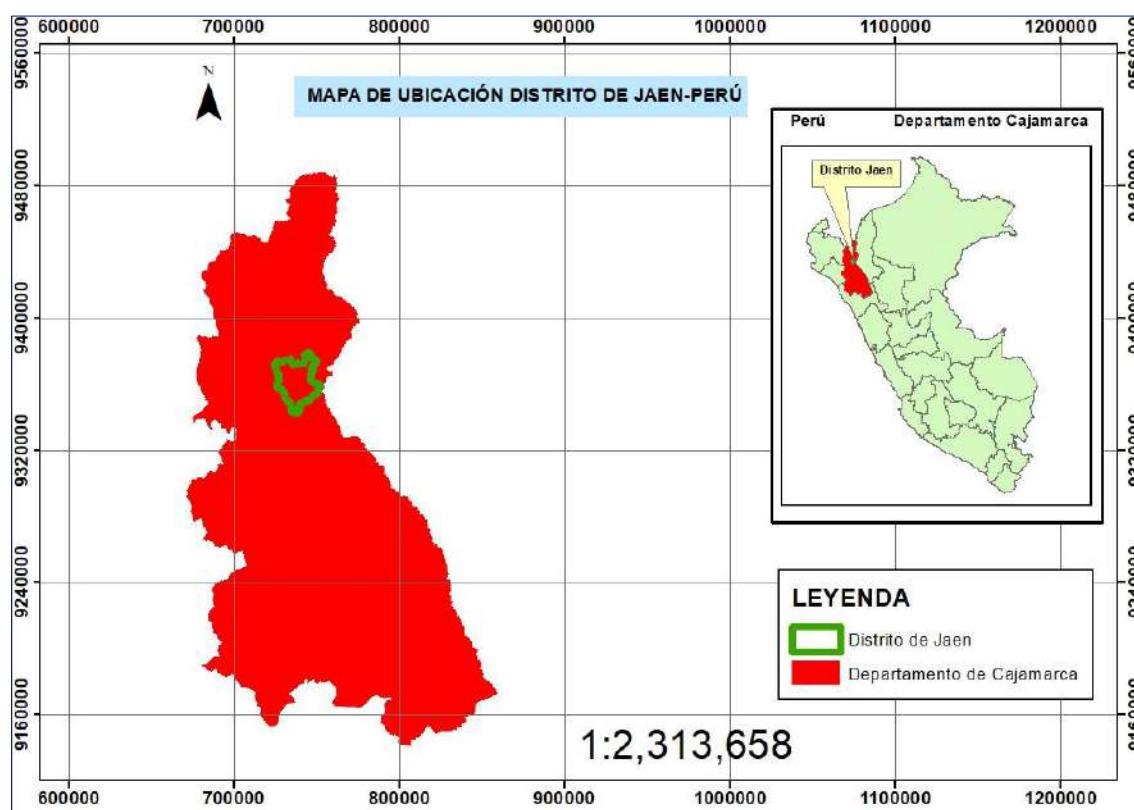 600000 700000 800000 900000 1000000 1100000 1200000
9560000 9560000
N
MAPA DE UBICACIÓN DISTRITO DE JAEN-PERÚ
Perú Departamento Cajamarca
Distrito Jaen
9480000 9480000
9400000 9400000
9320000 9320000
9240000 9240000
LEYENDA
Distrito de Jaen
Departamento de Cajamarca
9160000 9160000
1:2,313,658
600000 700000 800000 900000 1000000 1100000 1200000